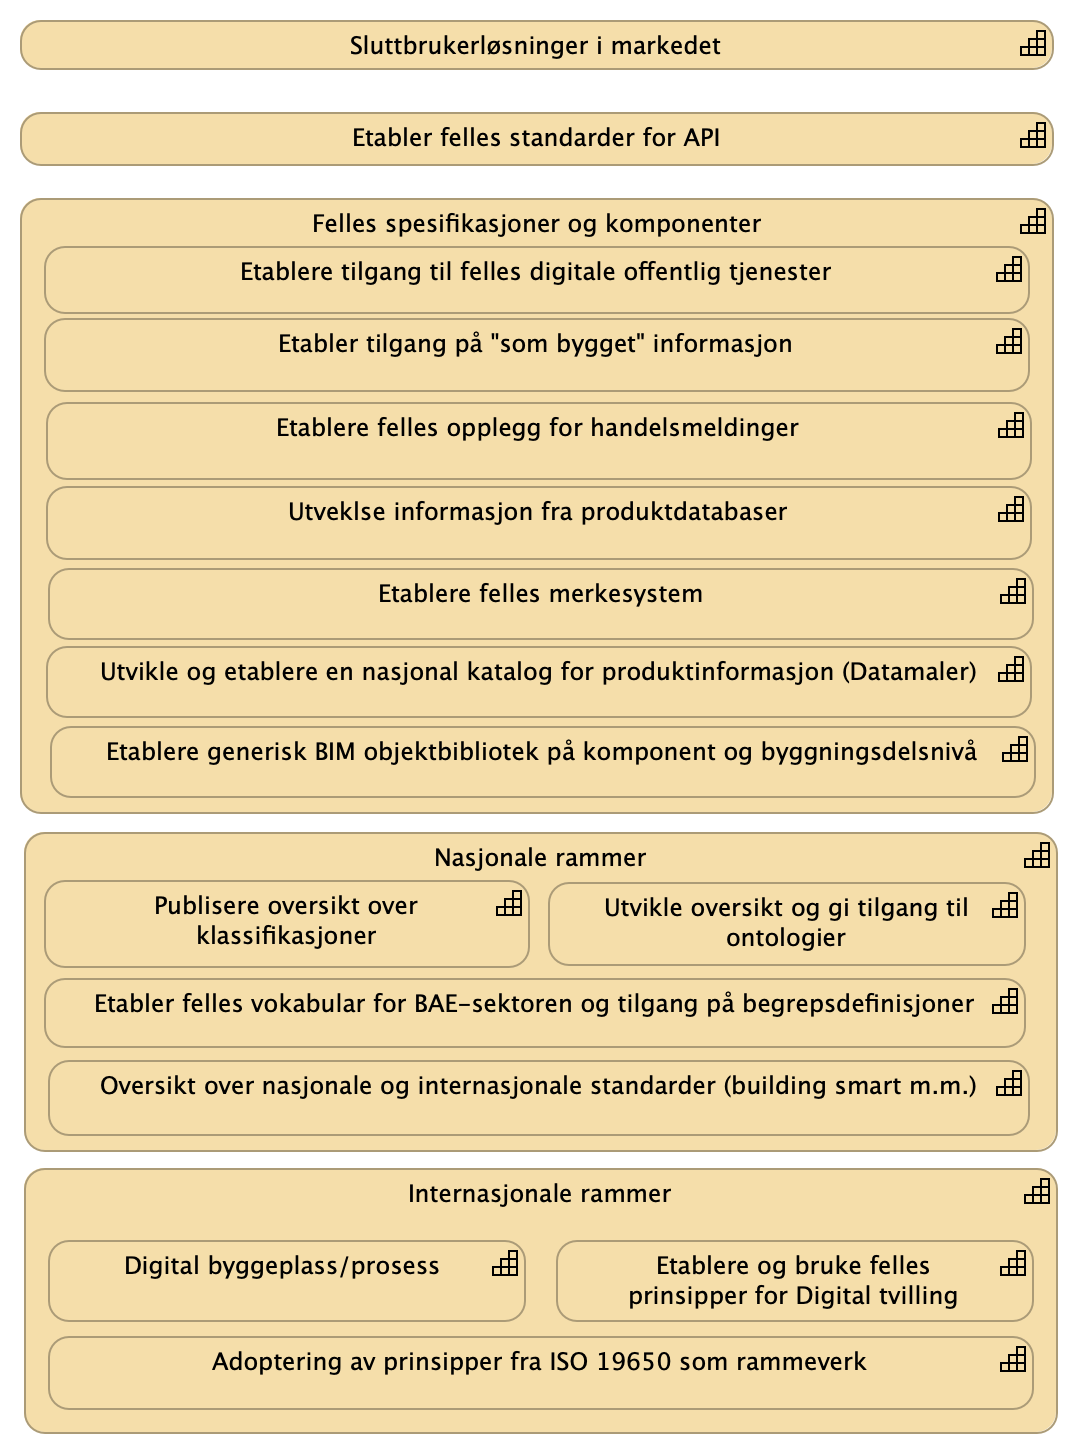 Sluttbrukerløsninger i markedet
Etabler felles standarder for API
Felles spesifikasjoner og komponenter
Etablere tilgang til felles digitale offentlig tjenester
Etabler tilgang på "som bygget" informasjon
Etablere felles opplegg for handelsmeldinger
Utveklse informasjon fra produktdatabaser
Etablere felles merkesystem
Utvikle og etablere en nasjonal katalog for produktinformasjon (Datamaler)
Etablere generisk BIM objektbibliotek på komponent og byggningsdelsnivå
Nasjonale rammer
Publisere oversikt over
klassifikasjoner
Utvikle oversikt og gi tilgang til
ontologier
Etabler felles vokabular for BAE-sektoren og tilgang på begrepsdefinisjoner
Oversikt over nasjonale og internasjonale standarder (building smart m.m.)
Internasjonale rammer
Digital byggeplass/prosess
Etablere og bruke felles
prinsipper for Digital tvilling
Adoptering av prinsipper fra ISO 19650 som rammeverk